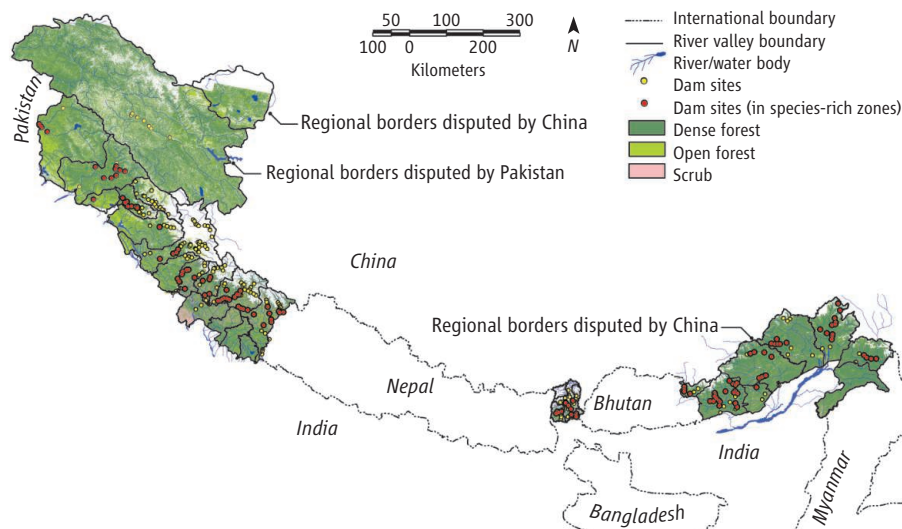 50 100 300
100 0 200
Kilometers
N
International boundary
River valley boundary
River/water body
Dam sites
Dam sites (in species-rich zones)
Dense forest
Open forest
Scrub
Pakistan
Regional borders disputed by China
Regional borders disputed by Pakistan
China
Regional borders disputed by China
Nepal
Bhutan
India
India
Bangladesh
Myanmar